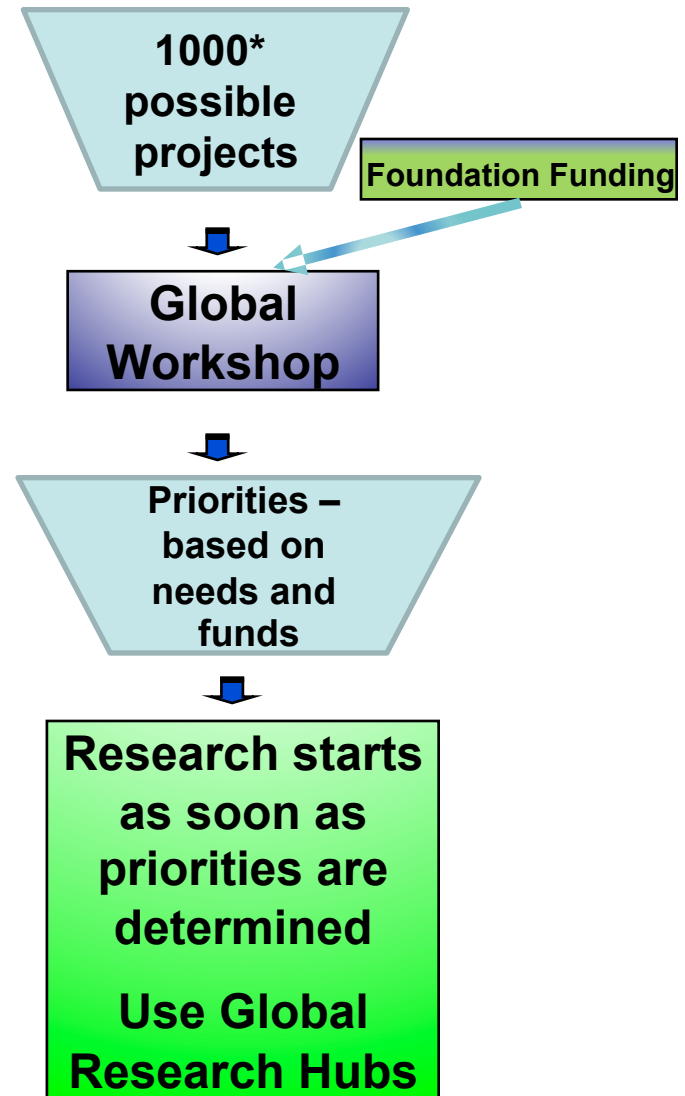 1000*
possible
projects
Foundation Funding
Global
Workshop
Priorities –
based on
needs and
funds
Research starts
as soon as
priorities are
determined
Use Global
Research Hubs